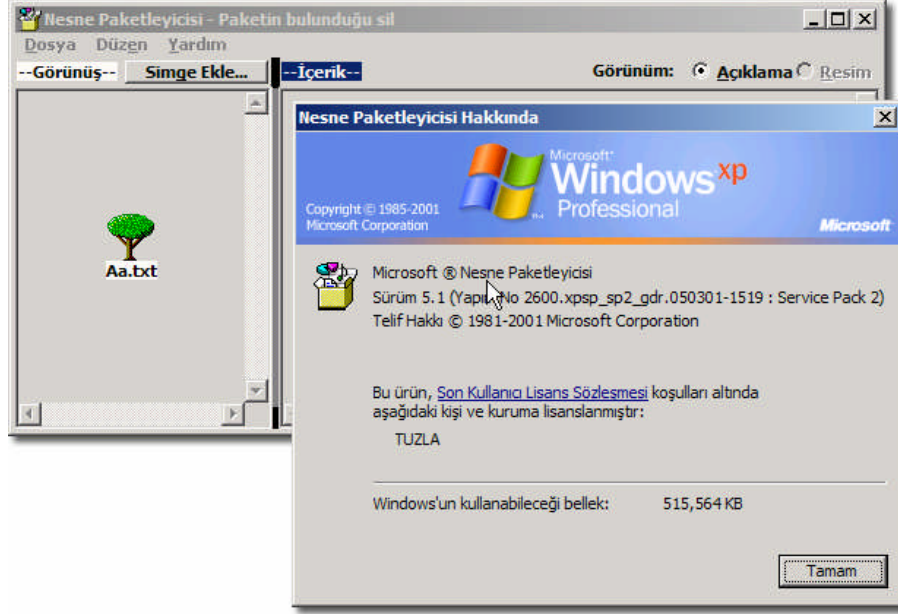 Nesne Paketleyicisi - Paketin bulunduğu sil
Dosya Düzen Yardım
--Görünüş-- Simge Ekle... --İçerik-- Görünüm: Açıklama Resim
Aa.txt
Nesne Paketleyicisi Hakkında
Microsoft
Windows xp
Professional
Copyright © 1985-2001
Microsoft Corporation
Microsoft
Microsoft ® Nesne Paketleyicisi
Sürüm 5.1 (Yapım No 2600.xpsp_sp2_gdr.050301-1519 : Service Pack 2)
Telif Hakkı © 1981-2001 Microsoft Corporation
Bu ürün, Son Kullanıcı Lisans Sözleşmesi koşulları altında
aşağıdaki kişi ve kuruma lisanslanmıştır:
TUZLA
Windows'un kullanabileceği bellek: 515,564 KB
Tamam